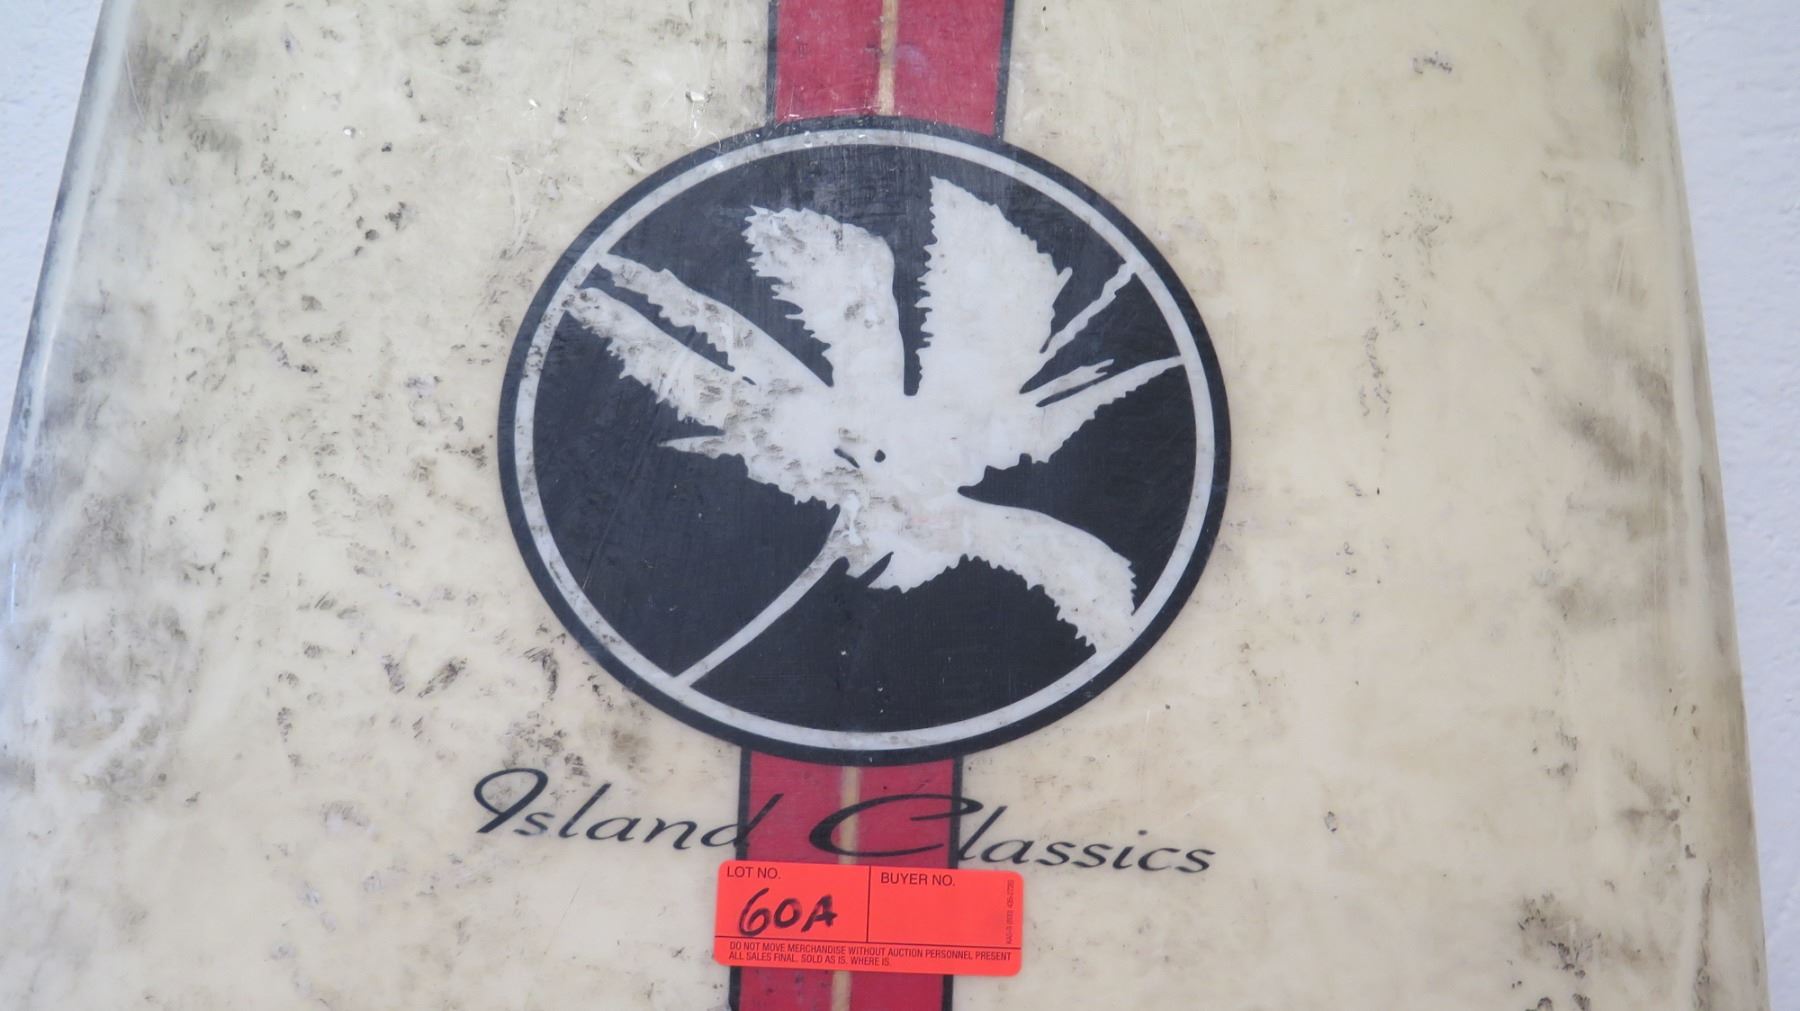 Island Classics
LOT NO.
BUYER NO.
60A
DO NOT MOVE MERCHANDISE WITHOUT AUCTION PERSONNEL PRESENT
ALL SALES FINAL. SOLD AS IS, WHERE IS.